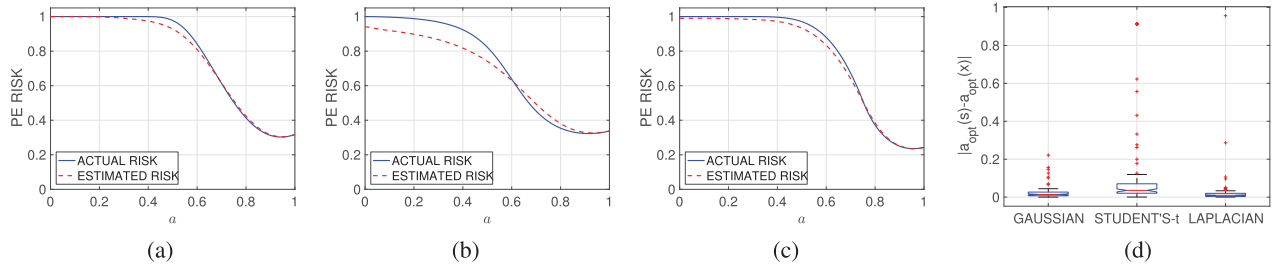 PE RISK
1
0.8
0.6
0.4
0.2
0
ACTUAL RISK
ESTIMATED RISK
0 0.2 0.4 0.6 0.8 1
a
(a)
PE RISK
1
0.8
0.6
0.4
0.2
0
ACTUAL RISK
ESTIMATED RISK
0 0.2 0.4 0.6 0.8 1
a
(b)
PE RISK
1
0.8
0.6
0.4
0.2
0
ACTUAL RISK
ESTIMATED RISK
0 0.2 0.4 0.6 0.8 1
a
(c)
|a_opt(s)-a_opt(x)|
1
0.8
0.6
0.4
0.2
0
GAUSSIAN STUDENT'S-t LAPLACIAN
(d)